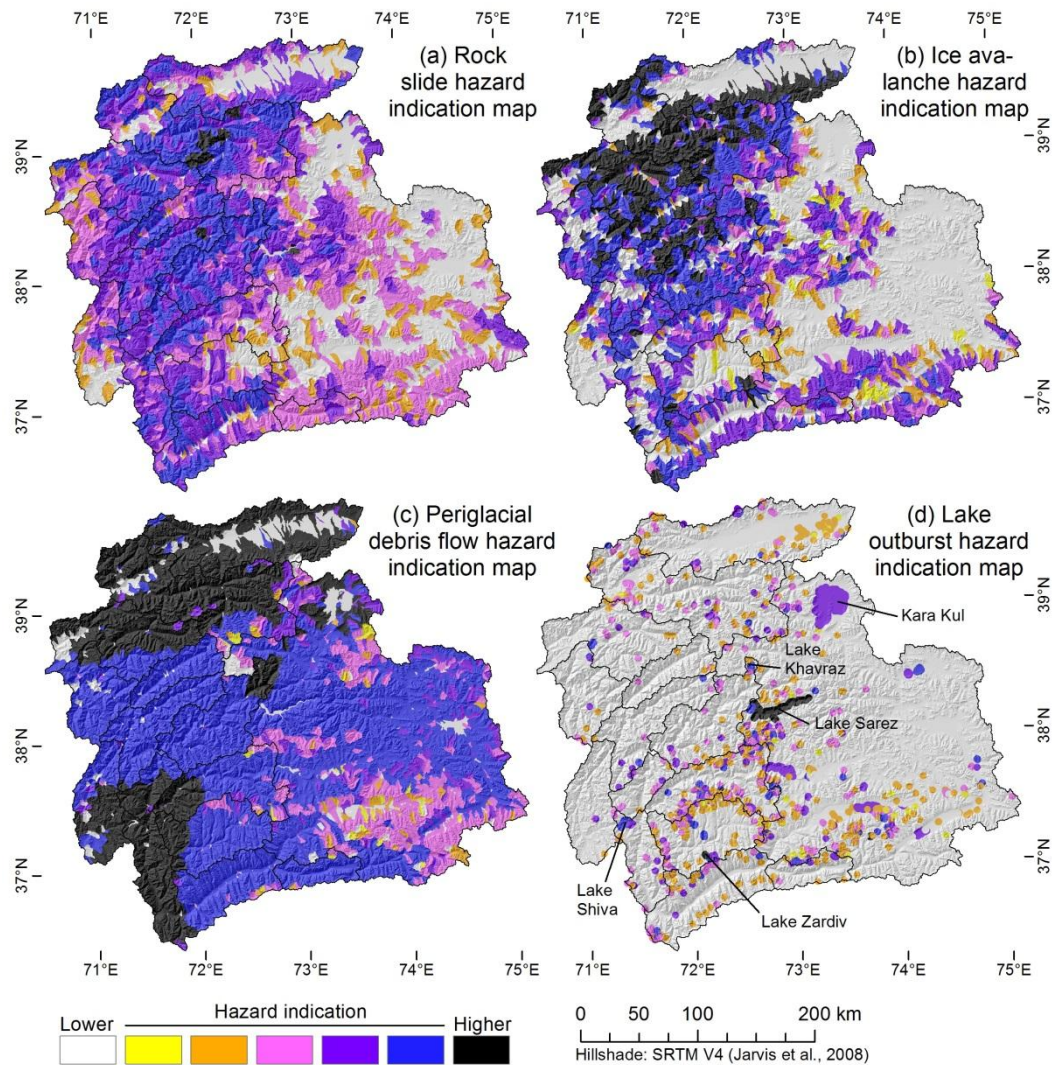 71°E 72°E 73°E 74°E 75°E 71°E 72°E 73°E 74°E 75°E
(a) Rock
slide hazard
indication map
(b) Ice ava-
lanche hazard
indication map
39°N
38°N
37°N
39°N
38°N
37°N
(c) Periglacial
debris flow hazard
indication map
(d) Lake
outburst hazard
indication map
Kara Kul
Lake
Khavraz
Lake Sarez
Lake
Shiva
Lake Zardiv
39°N
38°N
37°N
39°N
38°N
37°N
71°E 72°E 73°E 74°E 75°E 71°E 72°E 73°E 74°E 75°E
Lower Hazard indication Higher
0 50 100 200 km
Hillshade: SRTM V4 (Jarvis et al., 2008)